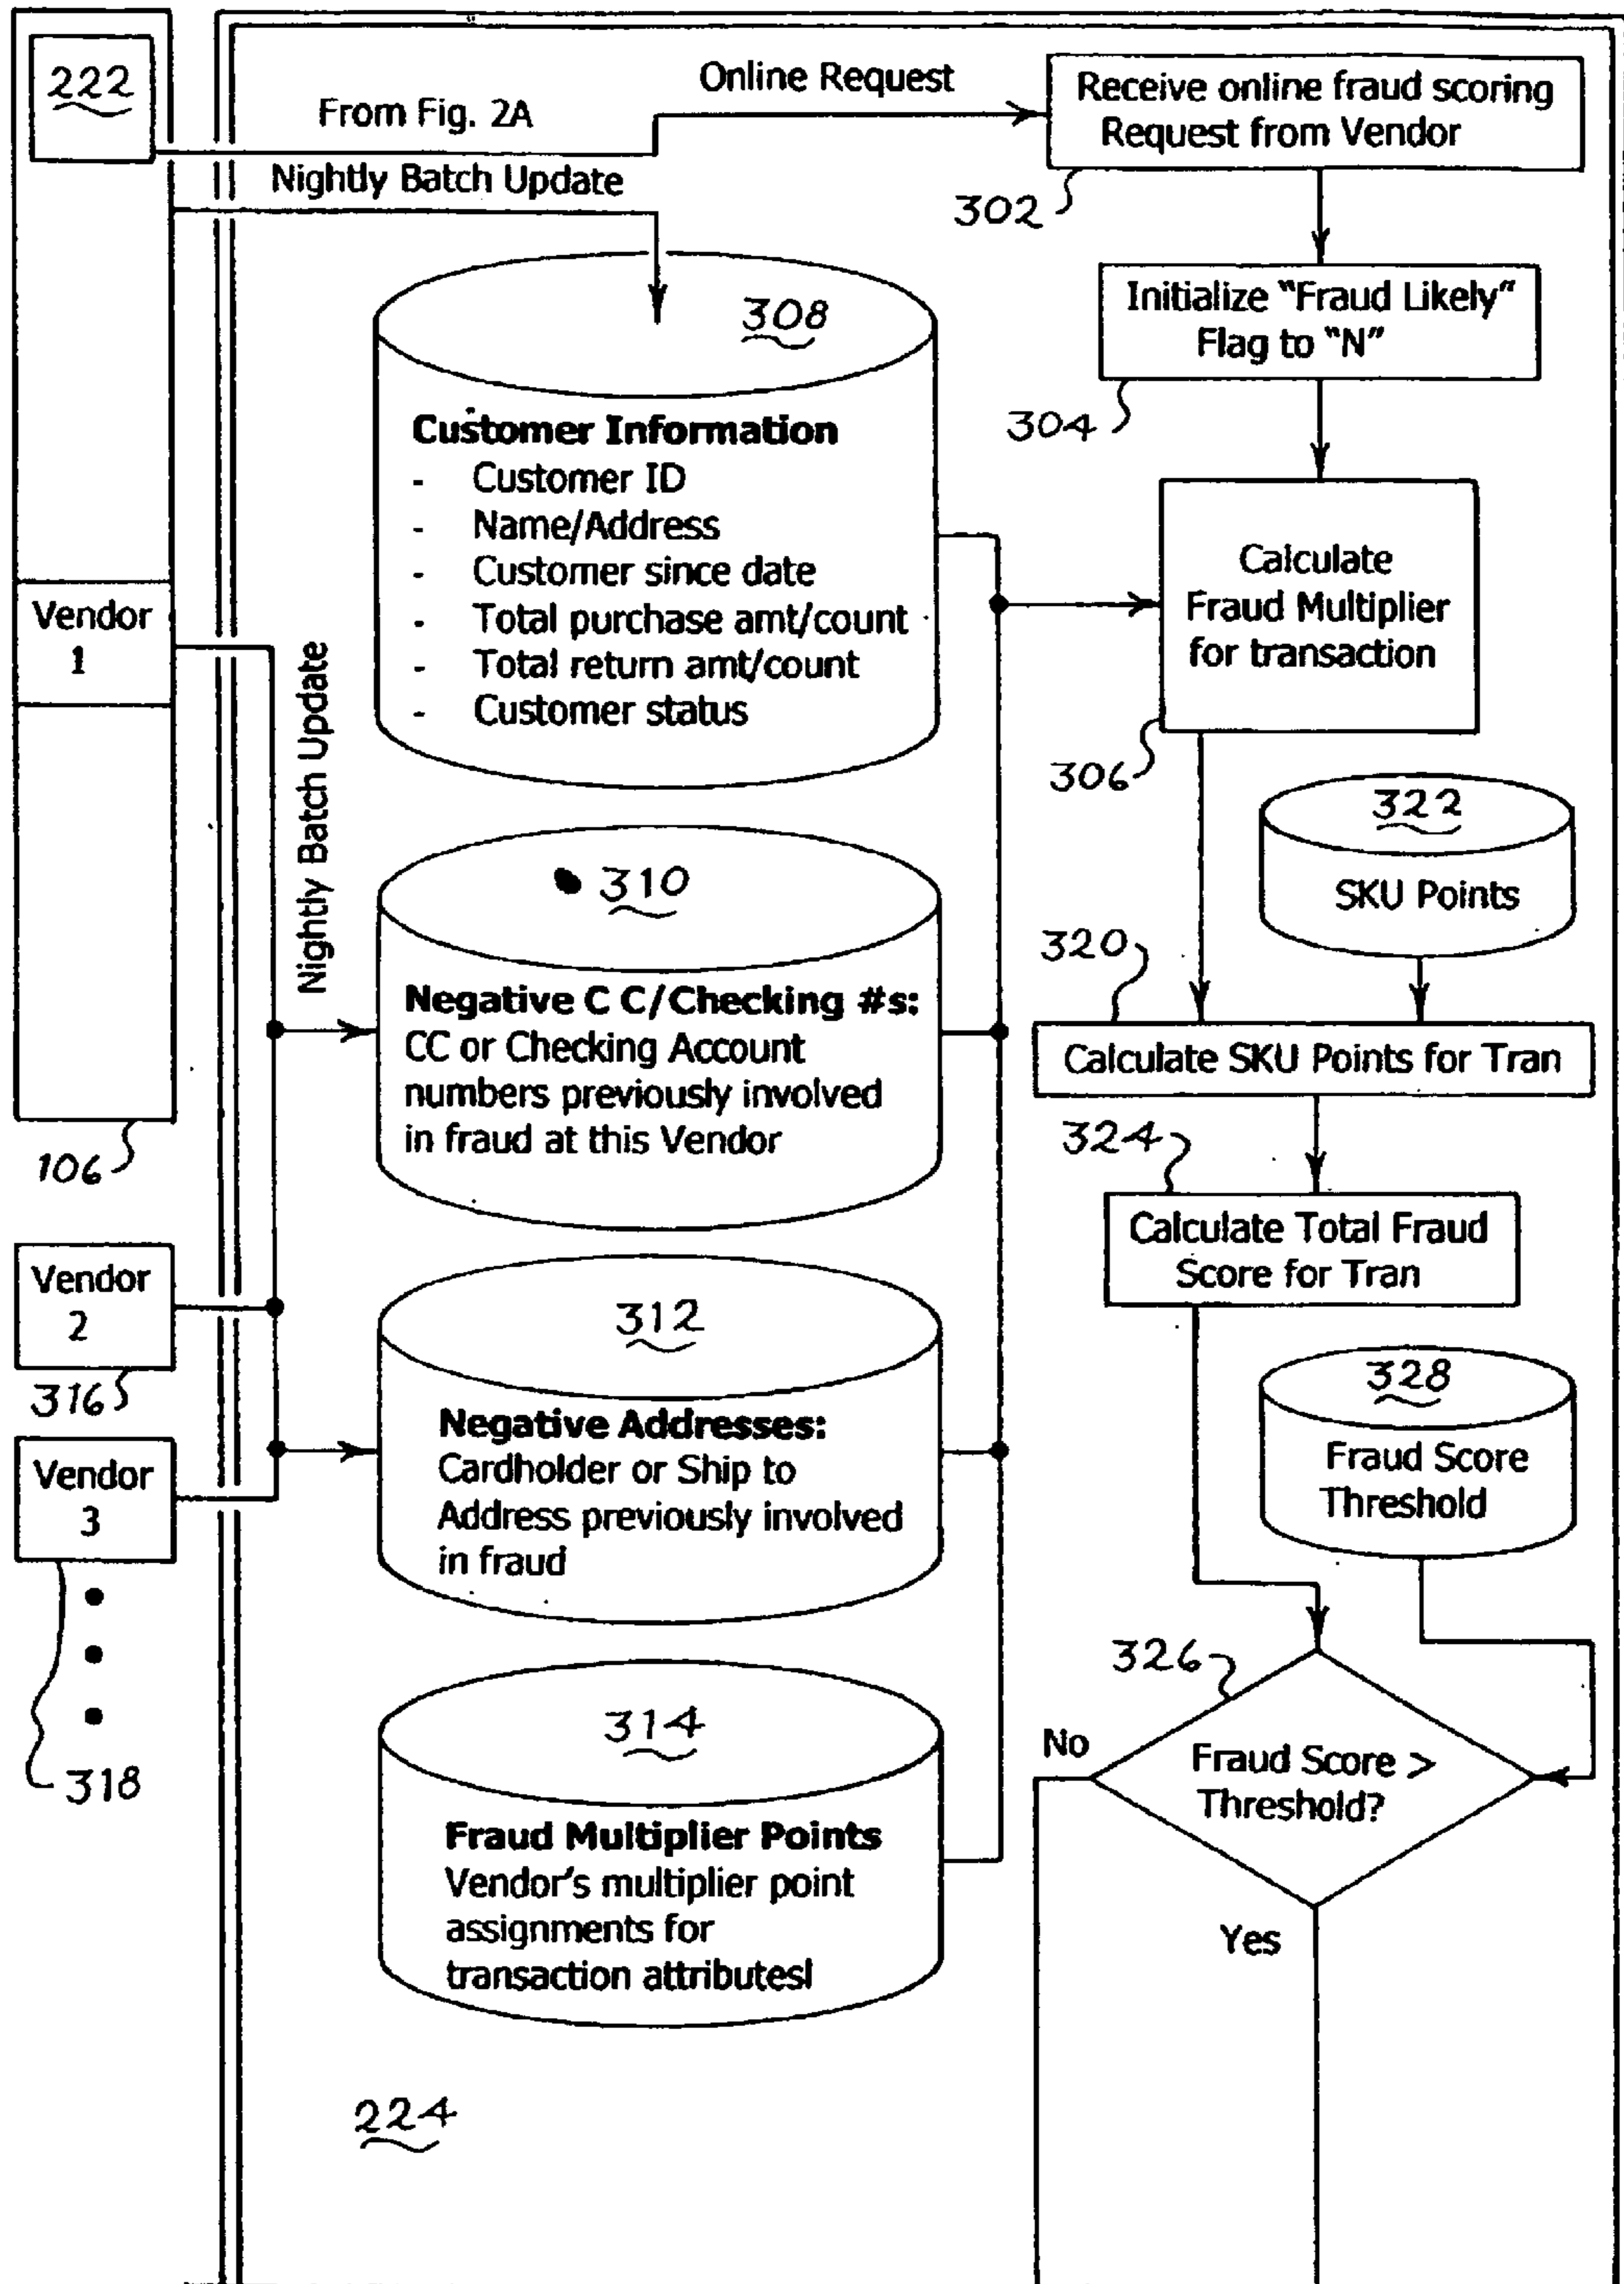 222
From Fig. 2A
Online Request
Nightly Batch Update
Receive online fraud scoring
Request from Vendor
302
Initialize “Fraud Likely”
Flag to “N”
304
308
Customer Information
- Customer ID
- Name/Address
- Customer since date
- Total purchase amt/count
- Total return amt/count
- Customer status
Calculate
Fraud Multiplier
for transaction
306
Vendor
1
Nightly Batch Update
322
SKU Points
310
Negative C C/Checking #s:
CC or Checking Account
numbers previously involved
in fraud at this Vendor
320
Calculate SKU Points for Tran
106
324
Calculate Total Fraud
Score for Tran
Vendor
2
316
312
Negative Addresses:
Cardholder or Ship to
Address previously involved
in fraud
328
Fraud Score
Threshold
Vendor
3
318
326
No
Fraud Score >
Threshold?
Yes
314
Fraud Multiplier Points
Vendor's multiplier point
assignments for
transaction attributesl
224